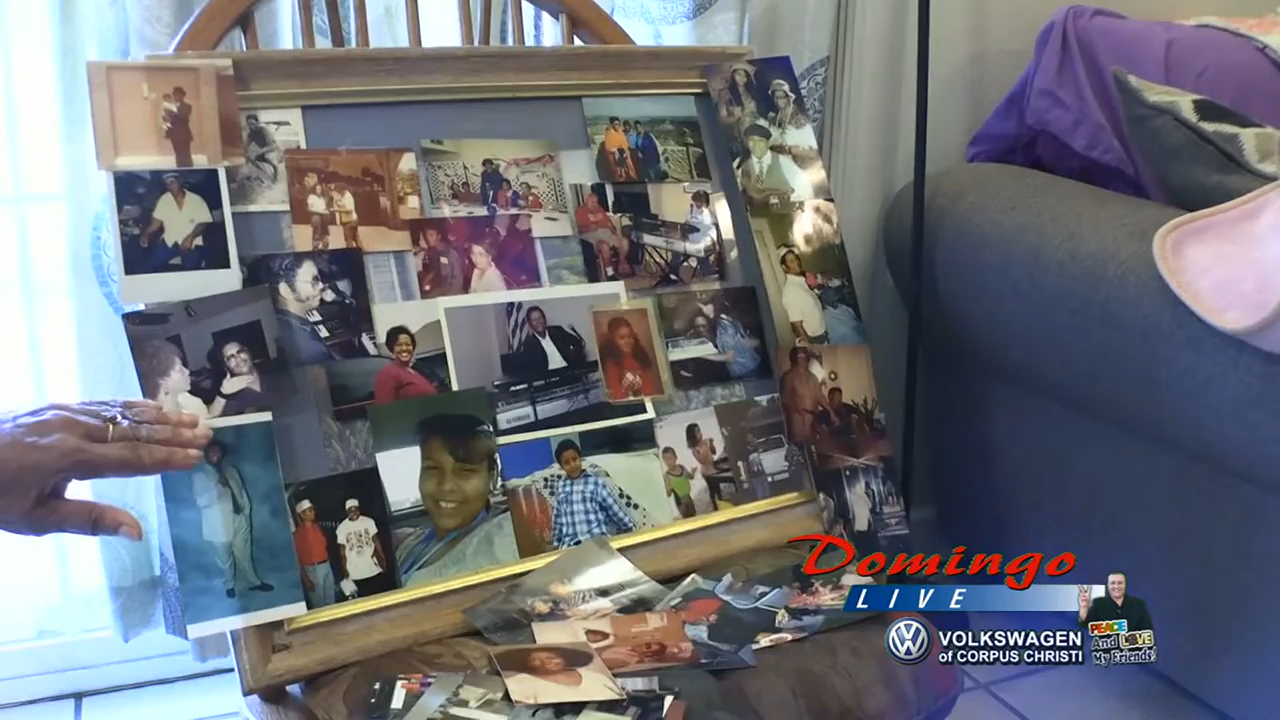 Domingo
LIVE
VOLKSWAGEN
of CORPUS CHRISTI
PEACE
And LOVE
My Friends!